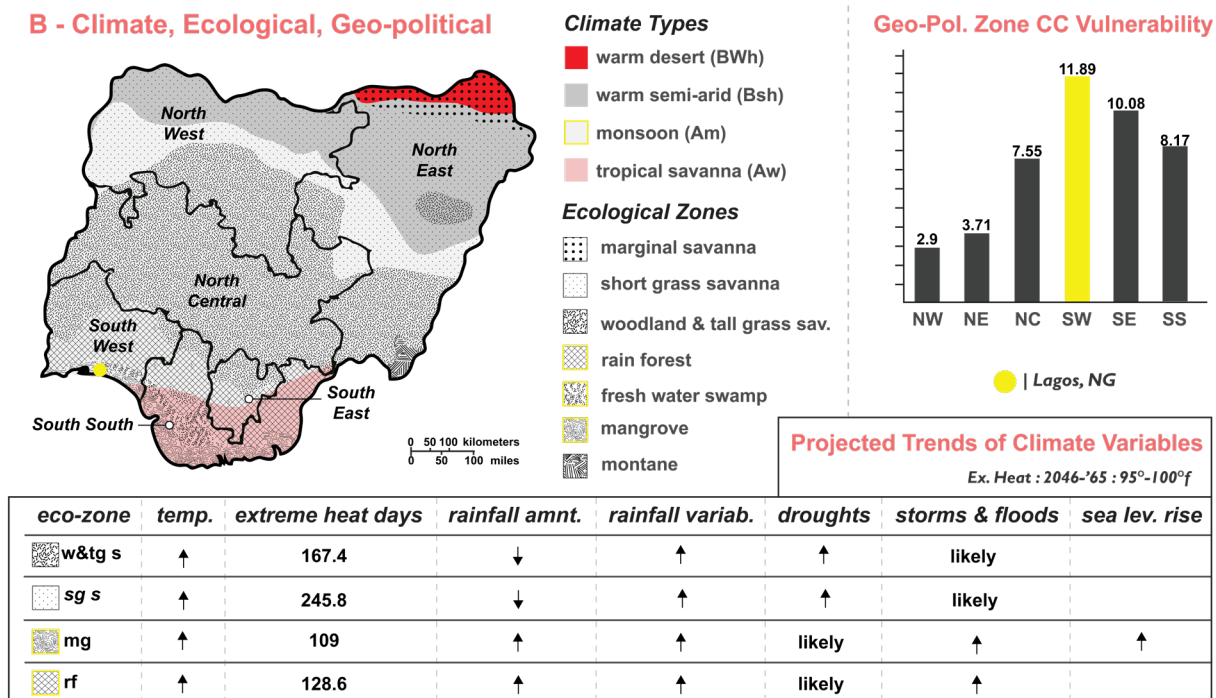 B - Climate, Ecological, Geo-political
North
West
North
East
North
Central
South
West
South
East
South South
0 50 100 kilometers
0 50 100 miles
Climate Types
warm desert (BWh)
warm semi-arid (Bsh)
monsoon (Am)
tropical savanna (Aw)
Ecological Zones
marginal savanna
short grass savanna
woodland & tall grass sav.
rain forest
fresh water swamp
mangrove
montane
Geo-Pol. Zone CC Vulnerability
2.9
3.71
7.55
11.89
10.08
8.17
NW NE NC SW SE SS
| Lagos, NG
Projected Trends of Climate Variables
Ex. Heat : 2046-'65 : 95°-100°f
eco-zone temp. extreme heat days rainfall amnt. rainfall variab. droughts storms & floods sea lev. rise
w&tg s ↑ 167.4 ↓ ↑ ↑ likely
sg s ↑ 245.8 ↓ ↑ ↑ likely
mg ↑ 109 ↑ ↑ likely ↑ ↑
rf ↑ 128.6 ↑ ↑ likely ↑